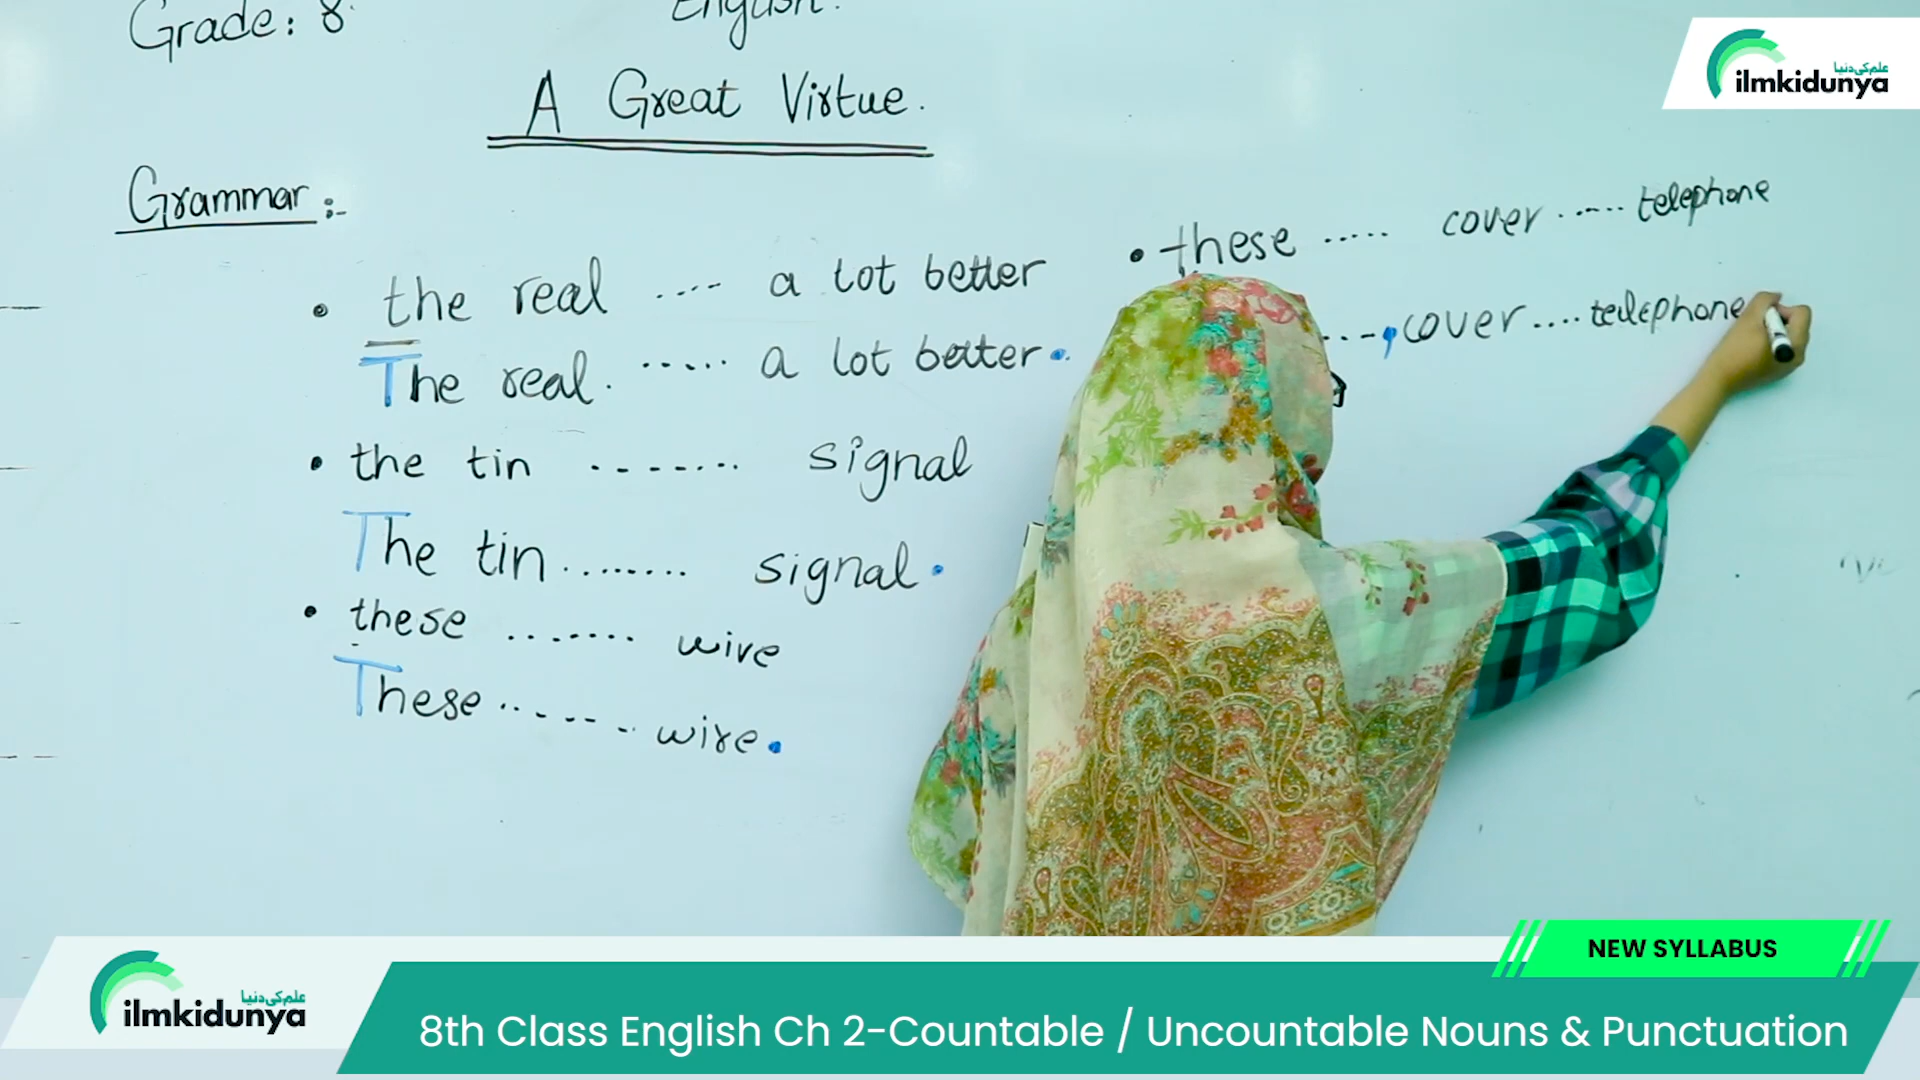 Grade: 8
English.
A Great Virtue.
Grammar :-
• the real .... a lot better
The real. ..... a lot better.
• the tin ....... signal
The tin ........ signal.
• these ....... wire
These ....... wire.
• these ..... cover ..... telephone
...., cover .... telephone
علم کی دنیا
ilmkidunya
علم کی دنیا
ilmkidunya
NEW SYLLABUS
8th Class English Ch 2-Countable / Uncountable Nouns & Punctuation